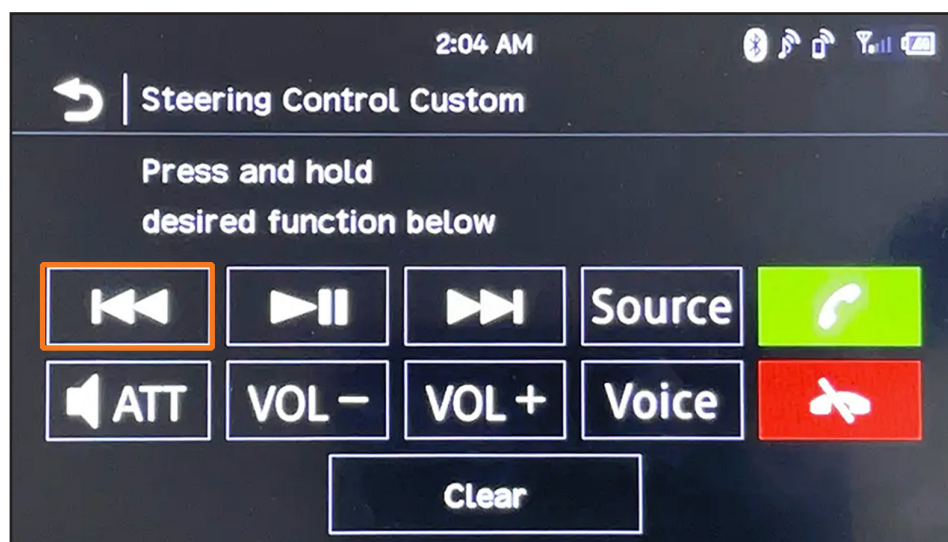 2:04 AM
Steering Control Custom
Press and hold
desired function below
Source
ATT
VOL −
VOL +
Voice
Clear